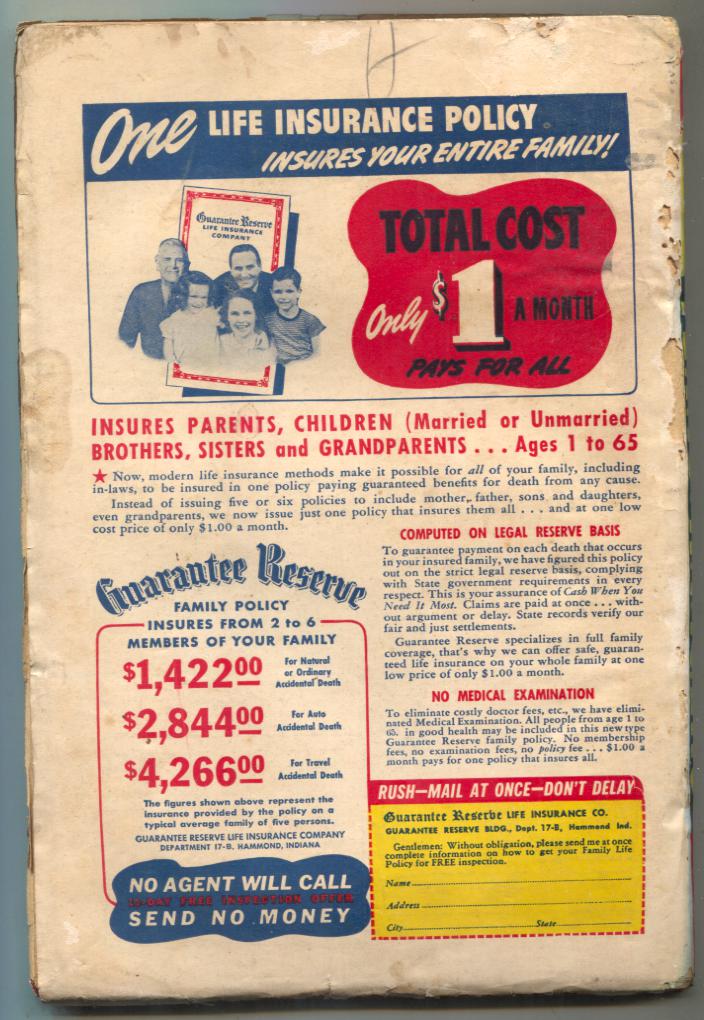 H
One LIFE INSURANCE POLICY
INSURES YOUR ENTIRE FAMILY!
Guarantee Reserve
LIFE INSURANCE
COMPANY
TOTAL COST
Only $1 A MONTH
PAYS FOR ALL
INSURES PARENTS, CHILDREN (Married or Unmarried)
BROTHERS, SISTERS and GRANDPARENTS . . . Ages 1 to 65
★ Now, modern life insurance methods make it possible for all of your family, including
in-laws, to be insured in one policy paying guaranteed benefits for death from any cause.
Instead of issuing five or six policies to include mother, father, sons and daughters,
even grandparents, we now issue just one policy that insures them all . . . and at one low
cost price of only $1.00 a month.
Guarantee Reserve
FAMILY POLICY
INSURES FROM 2 to 6
MEMBERS OF YOUR FAMILY
$1,422.00 For Natural
or Ordinary
Accidental Death
$2,844.00 For Auto
Accidental Death
$4,266.00 For Travel
Accidental Death
The figures shown above represent the
insurance provided by the policy on a
typical average family of five persons.
GUARANTEE RESERVE LIFE INSURANCE COMPANY
DEPARTMENT 17-B, HAMMOND, INDIANA
NO AGENT WILL CALL
10-DAY FREE INSPECTION OFFER
SEND NO MONEY
COMPUTED ON LEGAL RESERVE BASIS
To guarantee payment on each death that occurs
in your insured family, we have figured this policy
out on the strict legal reserve basis, complying
with State government requirements in every
respect. This is your assurance of Cash When You
Need It Most. Claims are paid at once . . . with-
out argument or delay. State records verify our
fair and just settlements.
Guarantee Reserve specializes in full family
coverage, that's why we can offer safe, guaran-
teed life insurance on your whole family at one
low price of only $1.00 a month.
NO MEDICAL EXAMINATION
To eliminate costly doctor fees, etc., we have elimi-
nated Medical Examination. All people from age 1 to
65, in good health may be included in this new type
Guarantee Reserve family policy. No membership
fees, no examination fees, no policy fee . . . $1.00 a
month pays for one policy that insures all.
RUSH—MAIL AT ONCE—DON'T DELAY
Guarantee Reserve LIFE INSURANCE CO.
GUARANTEE RESERVE BLDG., Dept. 17-B, Hammond Ind.
Gentlemen: Without obligation, please send me at once
complete information on how to get your Family Life
Policy for FREE inspection.
Name
Address
City State